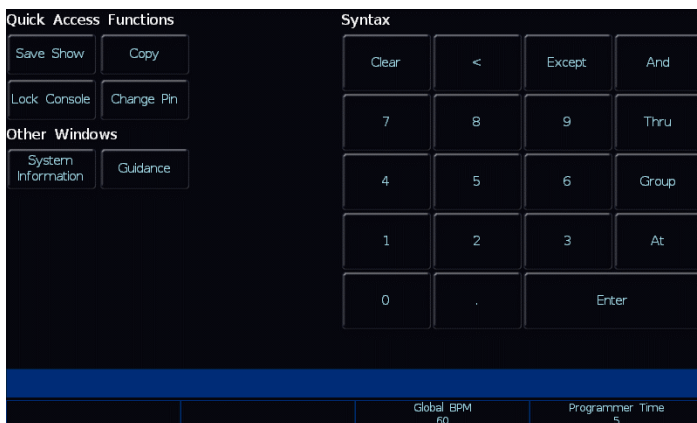 Quick Access Functions
Save Show
Copy
Lock Console
Change Pin
Other Windows
System
Information
Guidance
Syntax
Clear
<
Except
And
7
8
9
Thru
4
5
6
Group
1
2
3
At
0
.
Enter
Global BPM
60
Programmer Time
5